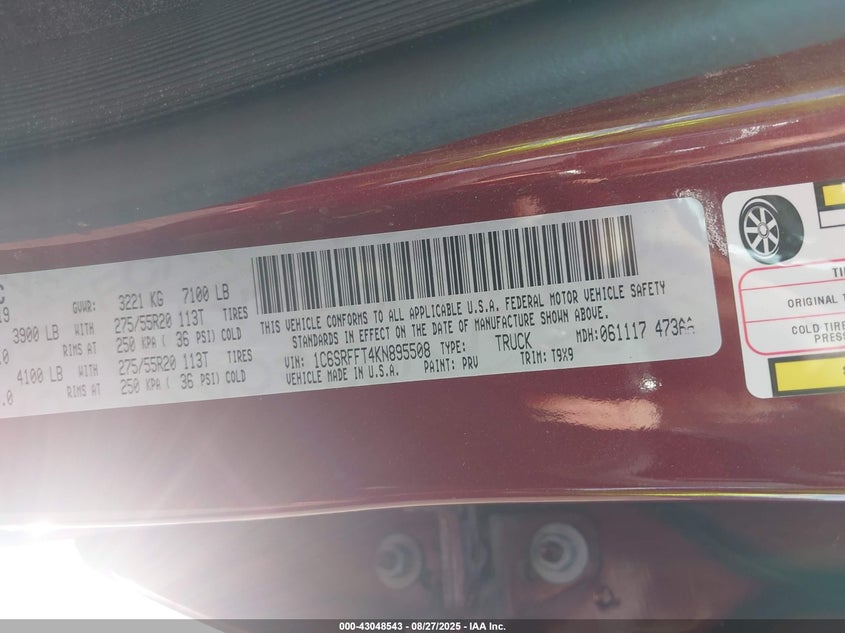 GVWR: 3221 KG 7100 LB
3900 LB WITH 275/55R20 113T TIRES
RIMS AT 250 KPA ( 36 PSI) COLD
4100 LB WITH 275/55R20 113T TIRES
RIMS AT 250 KPA ( 36 PSI) COLD
THIS VEHICLE CONFORMS TO ALL APPLICABLE U.S.A. FEDERAL MOTOR VEHICLE SAFETY
STANDARDS IN EFFECT ON THE DATE OF MANUFACTURE SHOWN ABOVE.
VIN: 1C6SRFFT4KN895508 TYPE: TRUCK MDH: 061117
VEHICLE MADE IN U.S.A. PAINT: PRV TRIM: T9X9
ORIGINAL
COLD
000-43048543 - 08/27/2025 - IAA Inc.